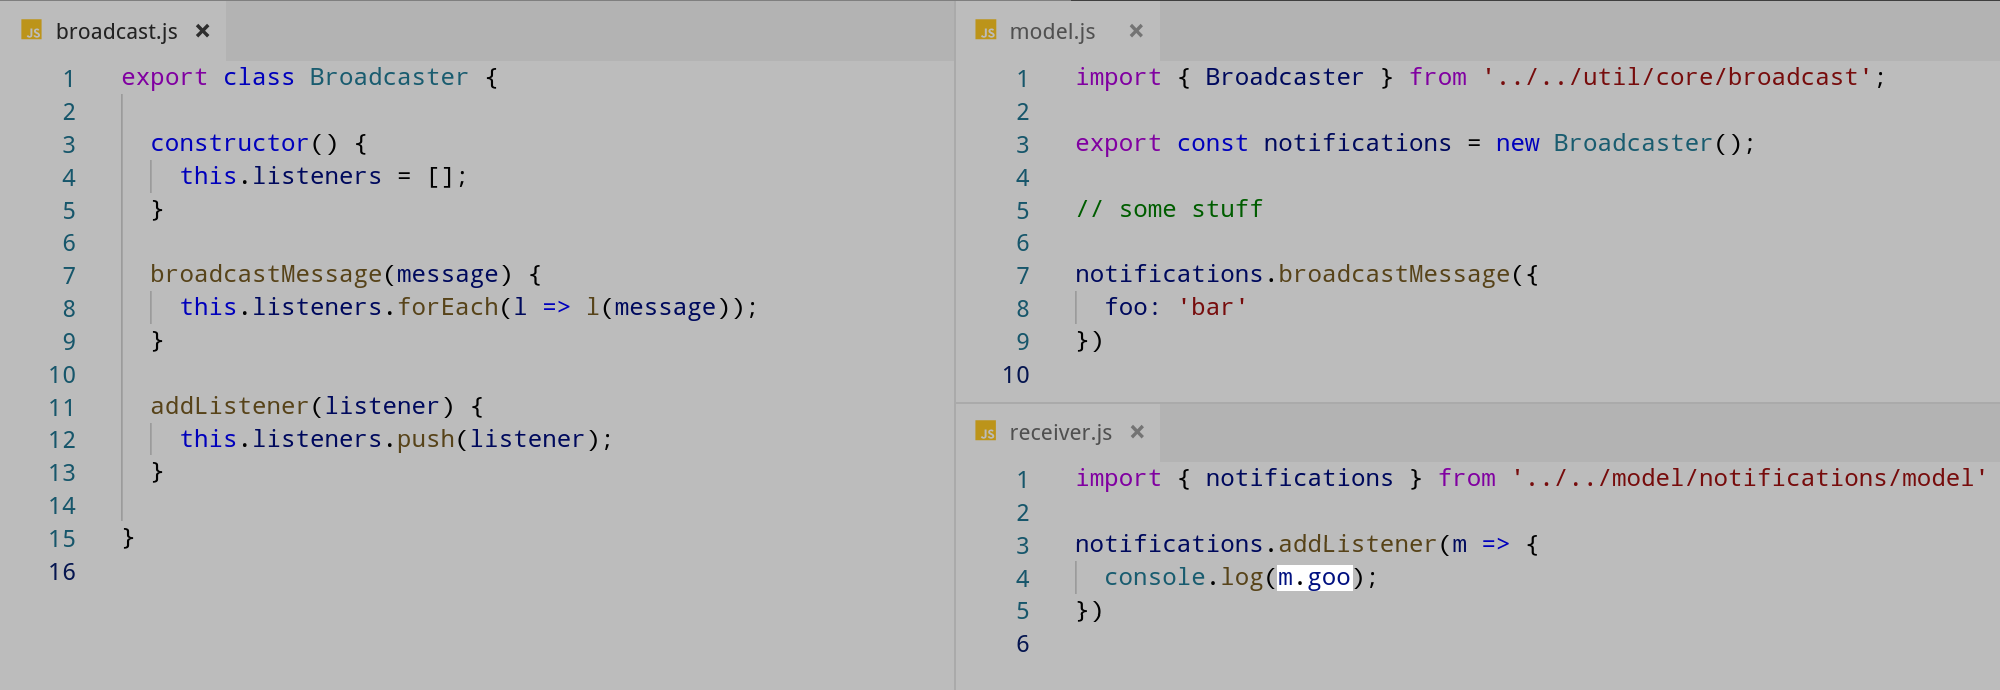 JS broadcast.js ×
1 export class Broadcaster {
2
3 constructor() {
4 this.listeners = [];
5 }
6
7 broadcastMessage(message) {
8 this.listeners.forEach(l => l(message));
9 }
10
11 addListener(listener) {
12 this.listeners.push(listener);
13 }
14
15 }
16
JS model.js ×
1 import { Broadcaster } from '../../util/core/broadcast';
2
3 export const notifications = new Broadcaster();
4
5 // some stuff
6
7 notifications.broadcastMessage({
8 foo: 'bar'
9 })
10
JS receiver.js ×
1 import { notifications } from '../../model/notifications/model'
2
3 notifications.addListener(m => {
4 console.log(m.goo);
5 })
6